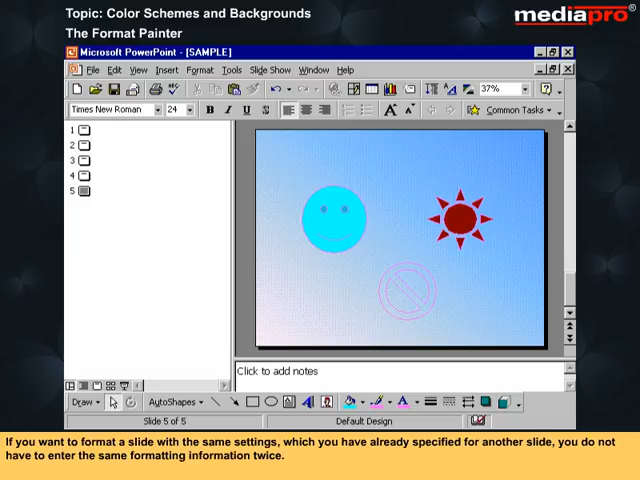 Topic: Color Schemes and Backgrounds
The Format Painter
mediapro®
Microsoft PowerPoint - [SAMPLE]
File Edit View Insert Format Tools Slide Show Window Help
37%
Times New Roman 24 B I U S A A Common Tasks
1
2
3
4
5
Click to add notes
Draw AutoShapes A
Slide 5 of 5 Default Design
If you want to format a slide with the same settings, which you have already specified for another slide, you do not
have to enter the same formatting information twice.